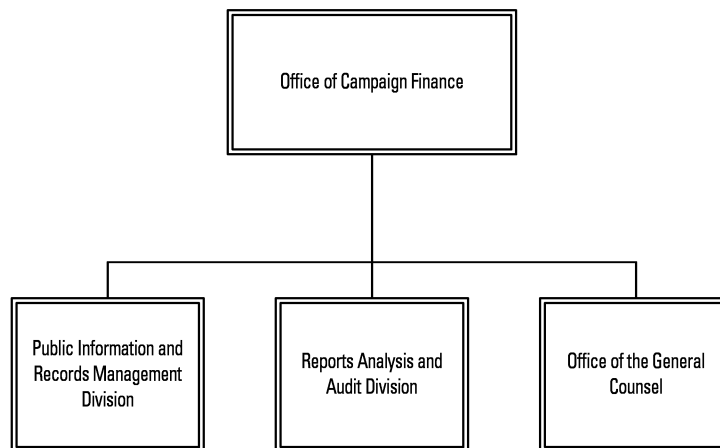 Office of Campaign Finance
Public Information and
Records Management
Division
Reports Analysis and
Audit Division
Office of the General
Counsel